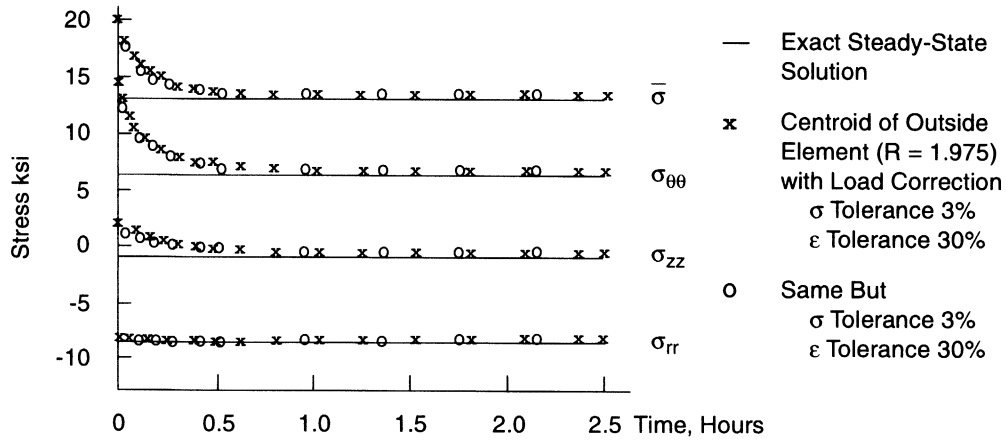 20
15
10
5
0
-5
-10
Stress ksi
0 0.5 1.0 1.5 2.0 2.5 Time, Hours
σ̅
σθθ
σzz
σrr
Exact Steady-State
Solution
x Centroid of Outside
Element (R = 1.975)
with Load Correction
σ Tolerance 3%
ε Tolerance 30%
o Same But
σ Tolerance 3%
ε Tolerance 30%